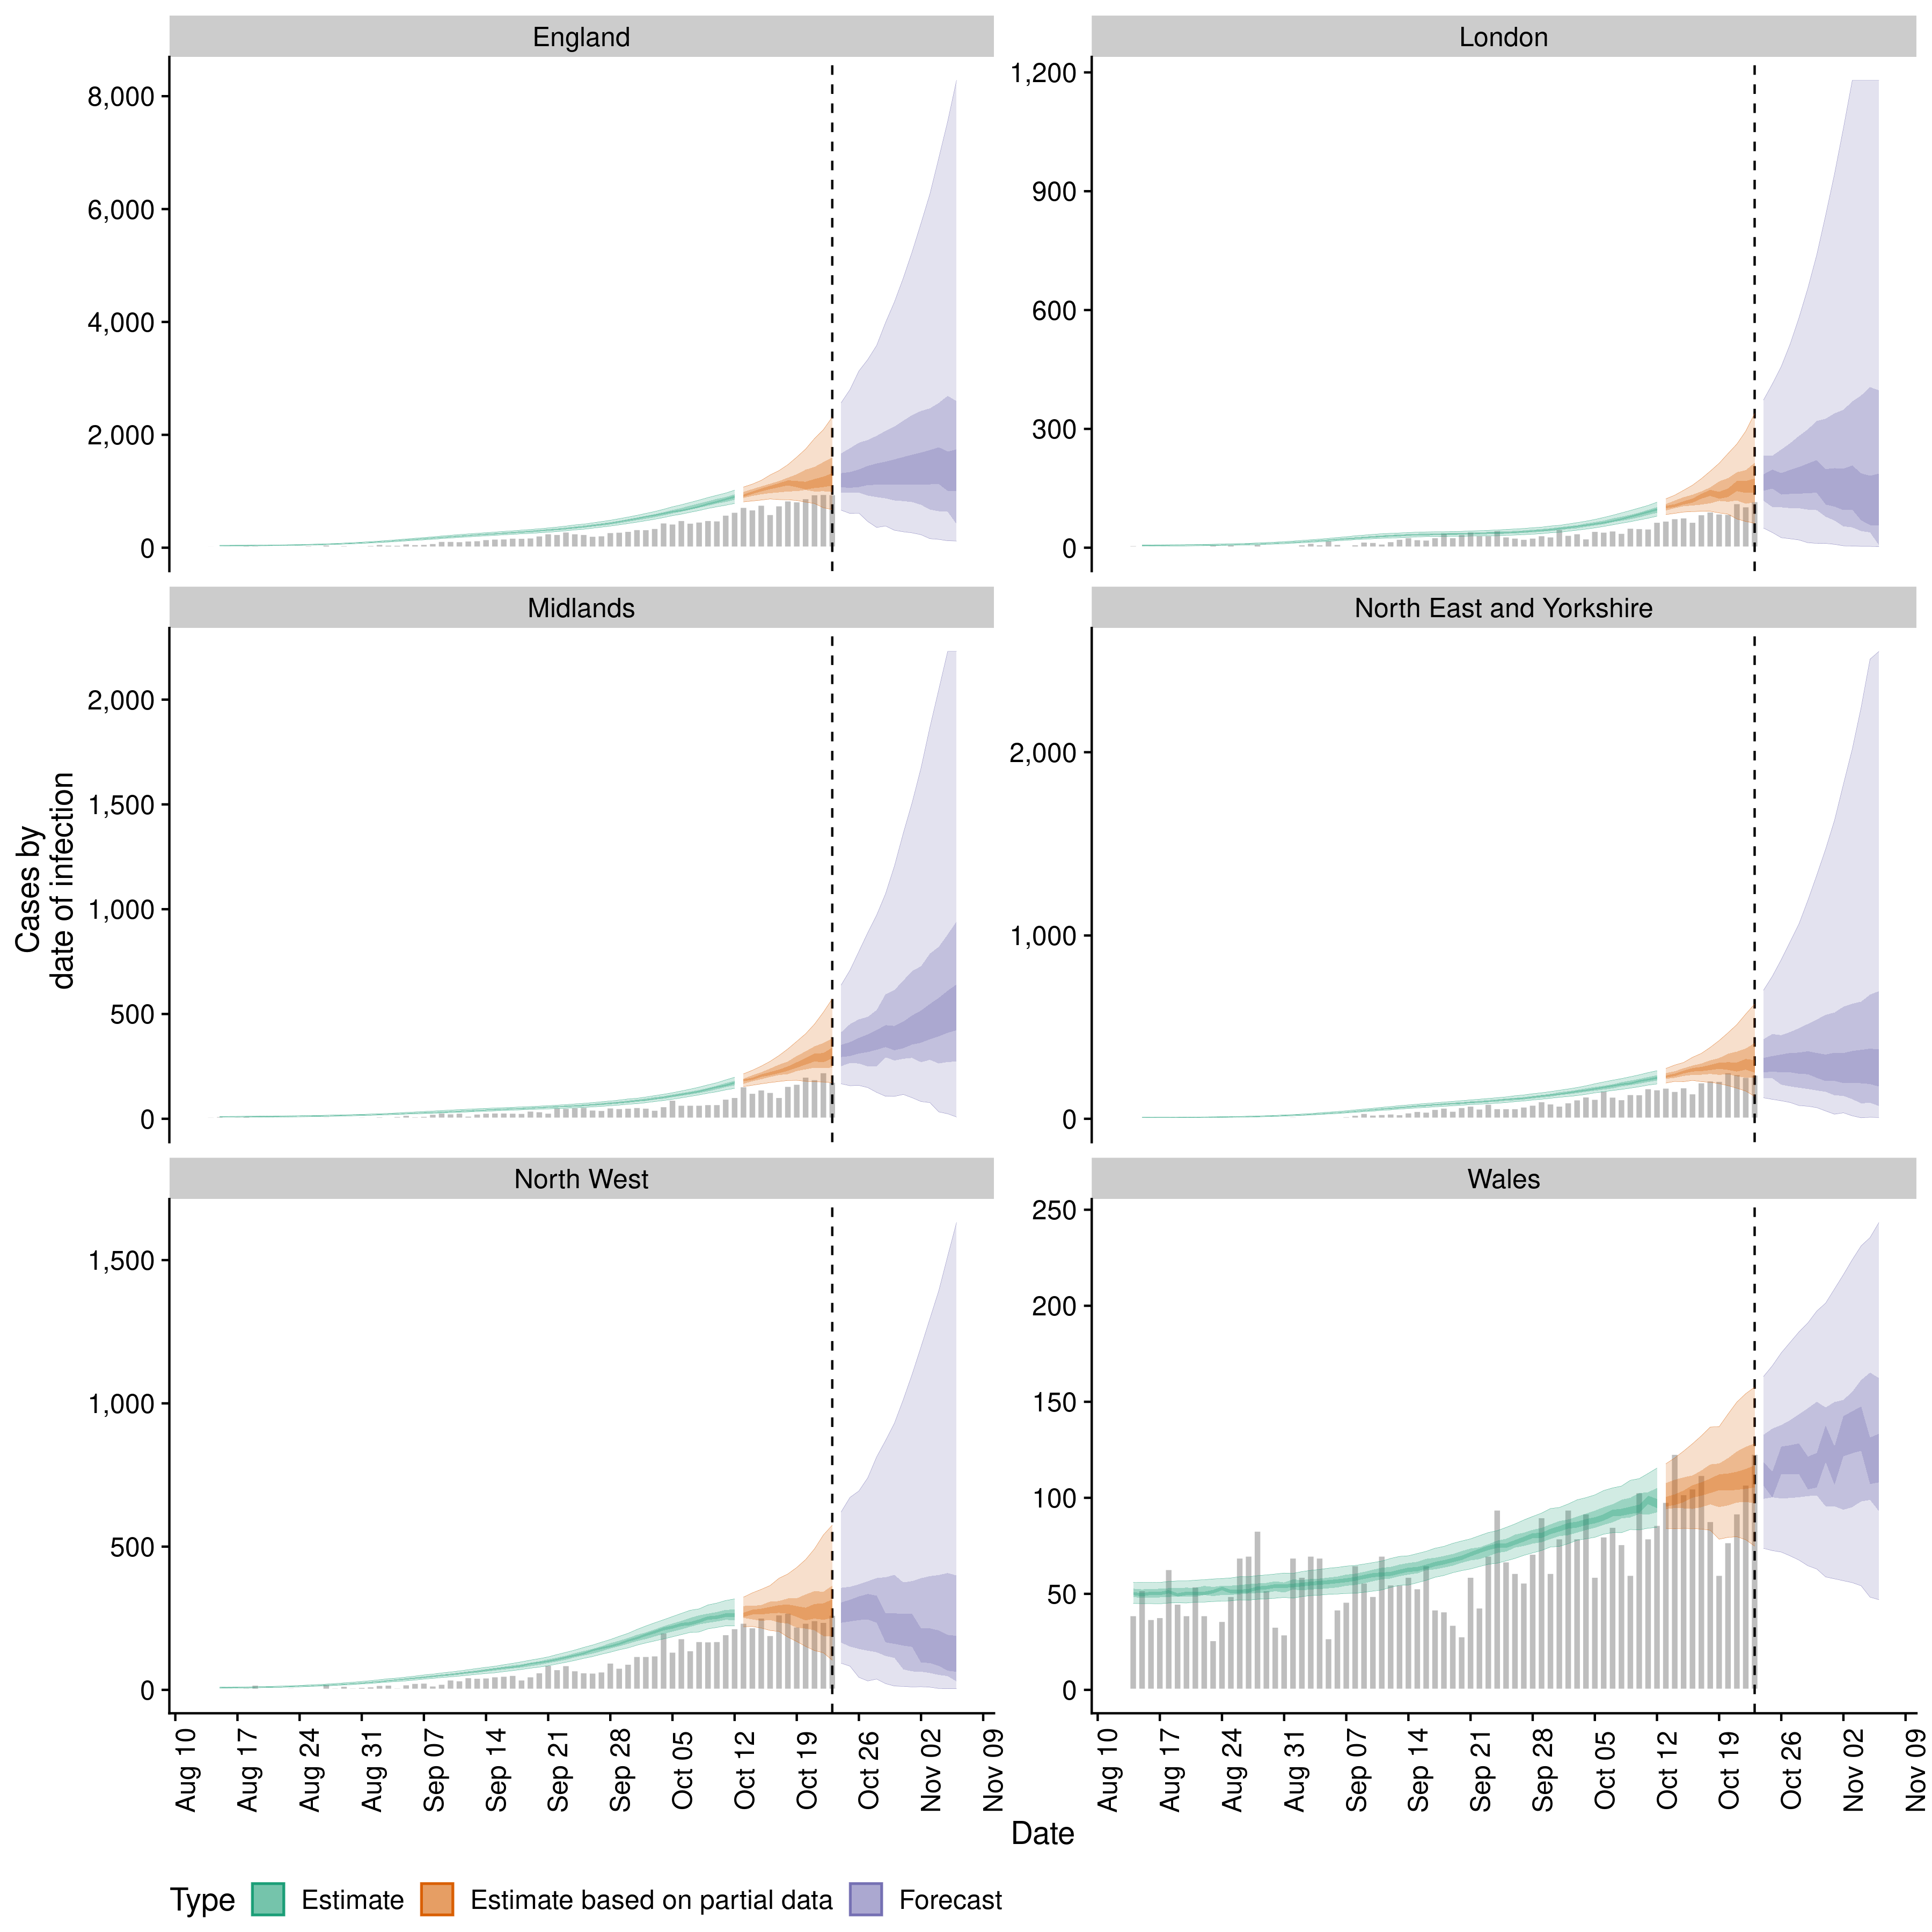 England
London
8,000
6,000
4,000
2,000
0
1,200
900
600
300
0
Midlands
North East and Yorkshire
2,000
1,500
1,000
500
0
2,000
1,000
0
North West
Wales
1,500
1,000
500
0
250
200
150
100
50
0
Cases by
date of infection
Aug 10
Aug 17
Aug 24
Aug 31
Sep 07
Sep 14
Sep 21
Sep 28
Oct 05
Oct 12
Oct 19
Oct 26
Nov 02
Nov 09
Aug 10
Aug 17
Aug 24
Aug 31
Sep 07
Sep 14
Sep 21
Sep 28
Oct 05
Oct 12
Oct 19
Oct 26
Nov 02
Nov 09
Date
Type Estimate Estimate based on partial data Forecast